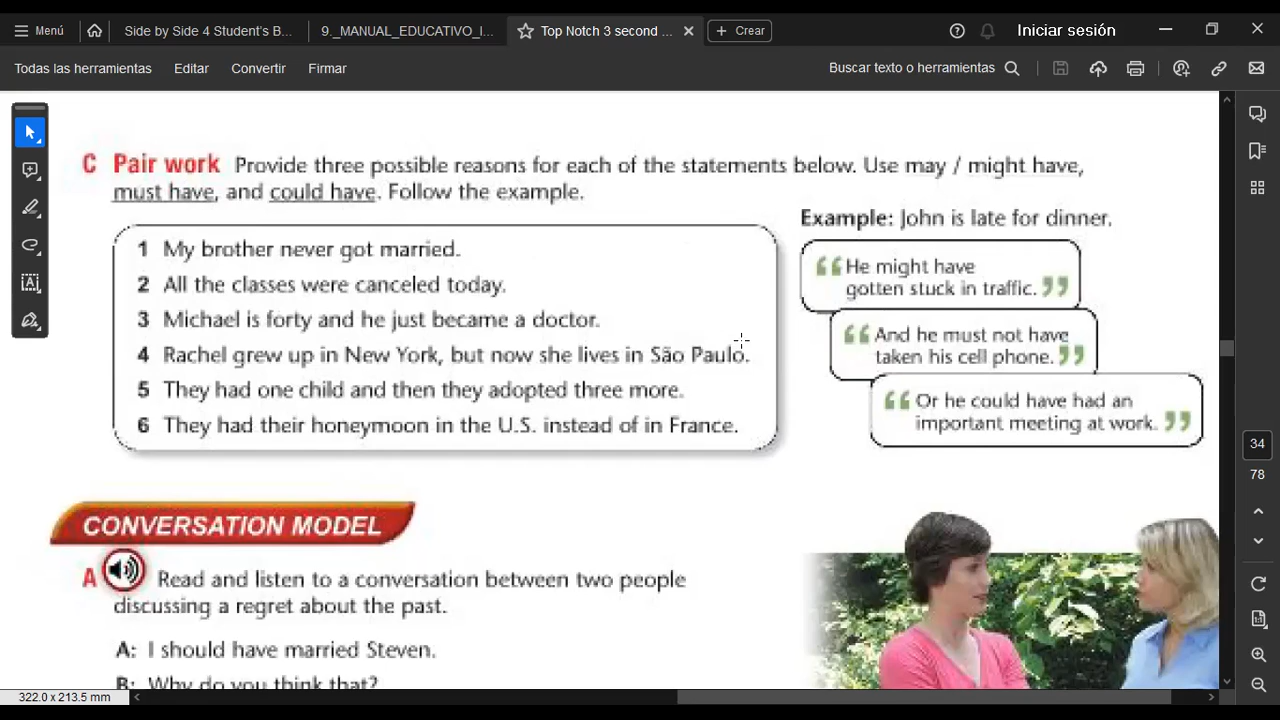 Menú
Side by Side 4 Student's B...
9._MANUAL_EDUCATIVO_I...
Top Notch 3 second ...
Crear
Iniciar sesión
Todas las herramientas
Editar
Convertir
Firmar
Buscar texto o herramientas
C Pair work Provide three possible reasons for each of the statements below. Use may / might have,
must have, and could have. Follow the example.
1 My brother never got married.
2 All the classes were canceled today.
3 Michael is forty and he just became a doctor.
4 Rachel grew up in New York, but now she lives in São Paulo.
5 They had one child and then they adopted three more.
6 They had their honeymoon in the U.S. instead of in France.
Example: John is late for dinner.
“He might have
gotten stuck in traffic.”
“And he must not have
taken his cell phone.”
“Or he could have had an
important meeting at work.”
34
78
CONVERSATION MODEL
A Read and listen to a conversation between two people
discussing a regret about the past.
A: I should have married Steven.
B: Why do you think that?
322.0 x 213.5 mm